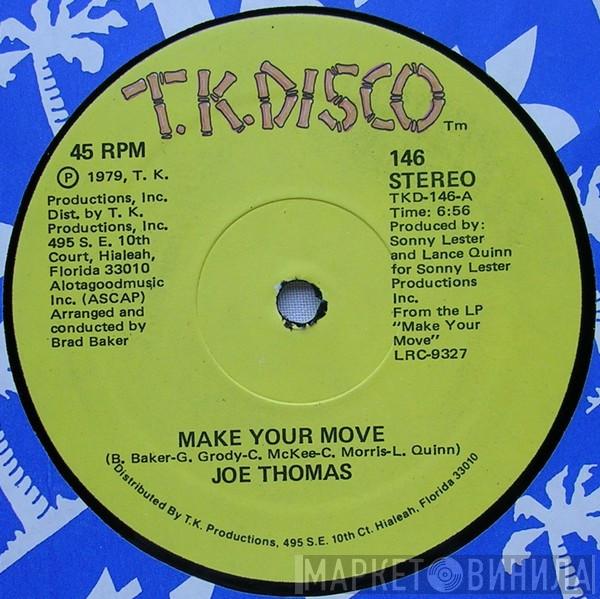 T.K.DISCO Tm
45 RPM
℗ 1979, T. K.
Productions, Inc.
Dist. by T. K.
Productions, Inc.
495 S. E. 10th
Court, Hialeah,
Florida 33010
Alotagoodmusic
Inc. (ASCAP)
Arranged and
conducted by
Brad Baker
146
STEREO
TKD-146-A
Time: 6:56
Produced by:
Sonny Lester
and Lance Quinn
for Sonny Lester
Productions
Inc.
From the LP
"Make Your
Move"
LRC-9327
MAKE YOUR MOVE
(B. Baker-G. Grody-C. McKee-C. Morris-L. Quinn)
JOE THOMAS
Distributed By T.K. Productions, 495 S.E. 10th Ct. Hialeah, Florida 33010
МАРКЕТ ВИНИЛА